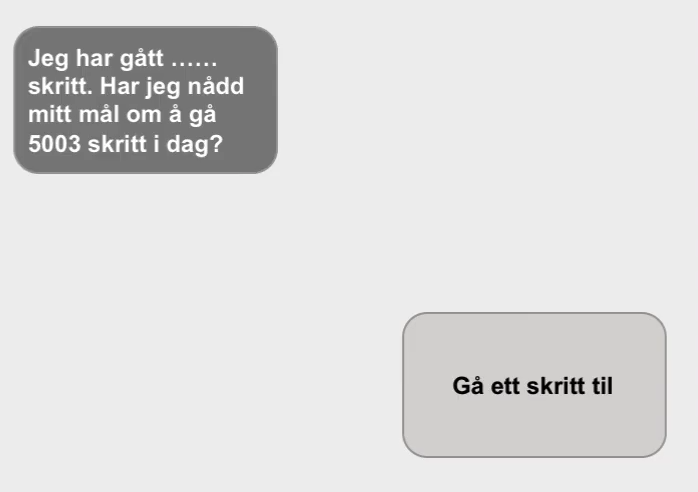 Jeg har gått ……
skritt. Har jeg nådd
mitt mål om å gå
5003 skritt i dag?
Gå ett skritt til